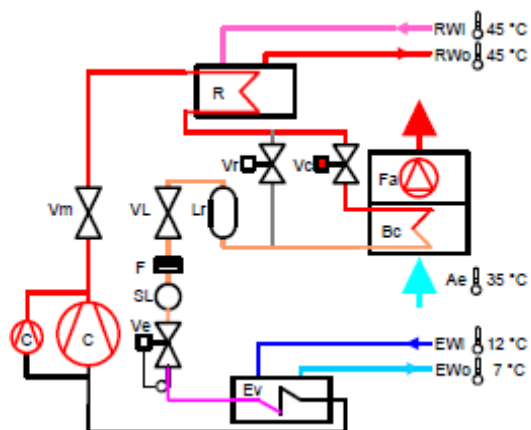 RWI 45 °C
RWo 45 °C
R
Vr
Vc
Fa
Vm
VL
Lr
Bc
F
SL
Ae 35 °C
C
C
Ve
EWI 12 °C
EWo 7 °C
Ev